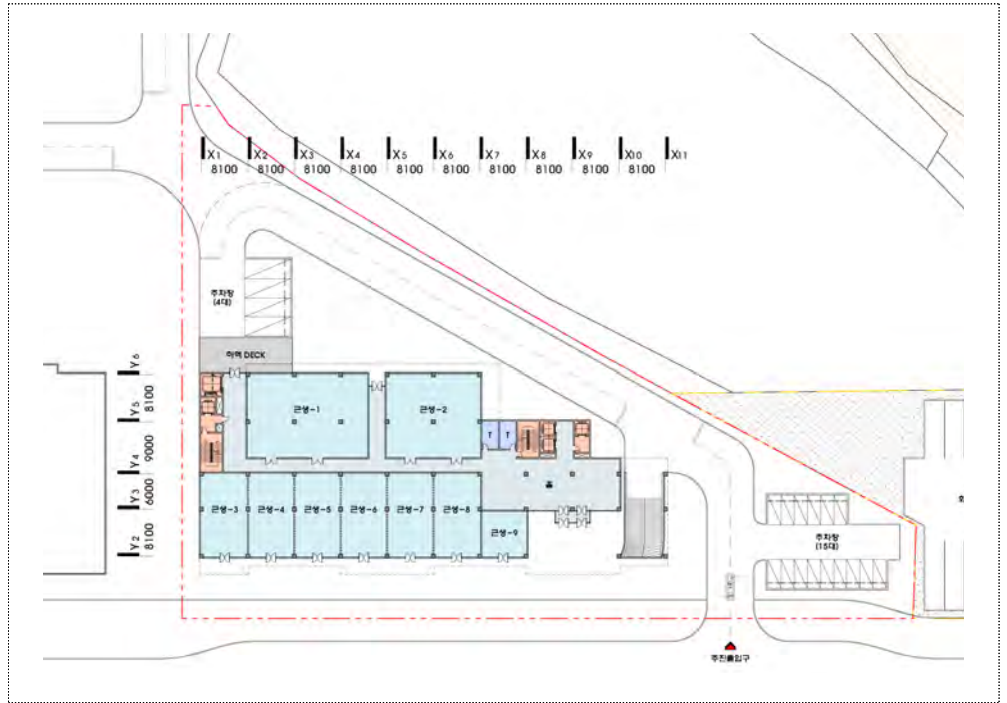 X1 X2 X3 X4 X5 X6 X7 X8 X9 X10 X11
8100 8100 8100 8100 8100 8100 8100 8100 8100 8100
주차장
(4대)
하역 DECK
Y6
8100
Y5
9000
Y4
6000
Y3
8100
Y2
근생-1
근생-2
T T
홀
근생-3 근생-4 근생-5 근생-6 근생-7 근생-8
근생-9
주차장
(15대)
주진출입구